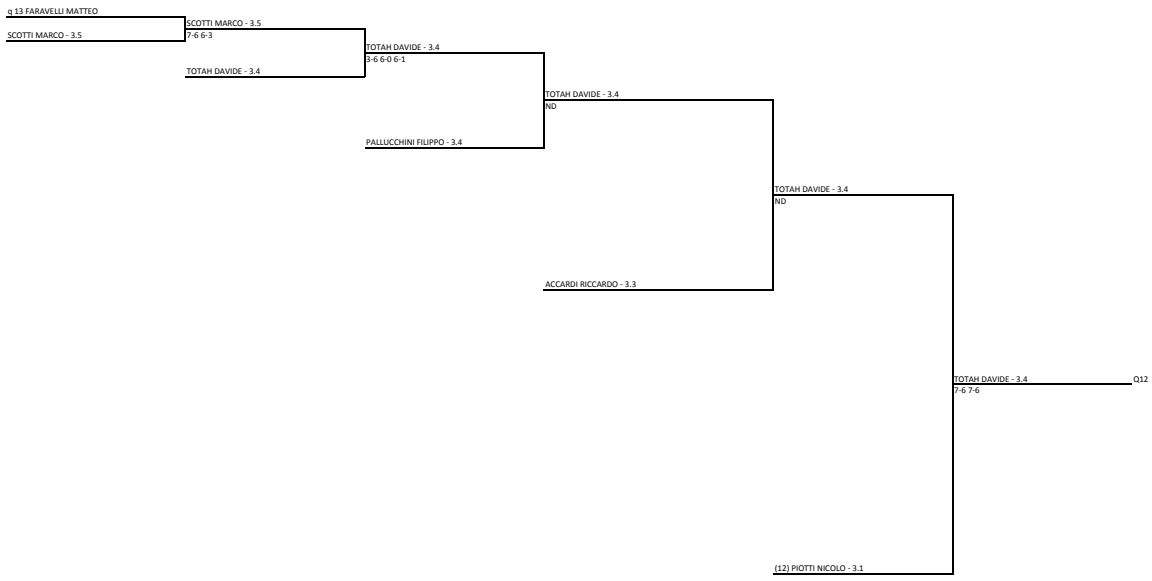 q 13 FARAVELLI MATTEO
SCOTTI MARCO - 3.5
SCOTTI MARCO - 3.5
7-6 6-3
TOTAH DAVIDE - 3.4
TOTAH DAVIDE - 3.4
3-6 6-0 6-1
PALLUCCHINI FILIPPO - 3.4
TOTAH DAVIDE - 3.4
ND
ACCARDI RICCARDO - 3.3
TOTAH DAVIDE - 3.4
ND
(12) PIOTTI NICOLO - 3.1
TOTAH DAVIDE - 3.4
7-6 7-6
Q12